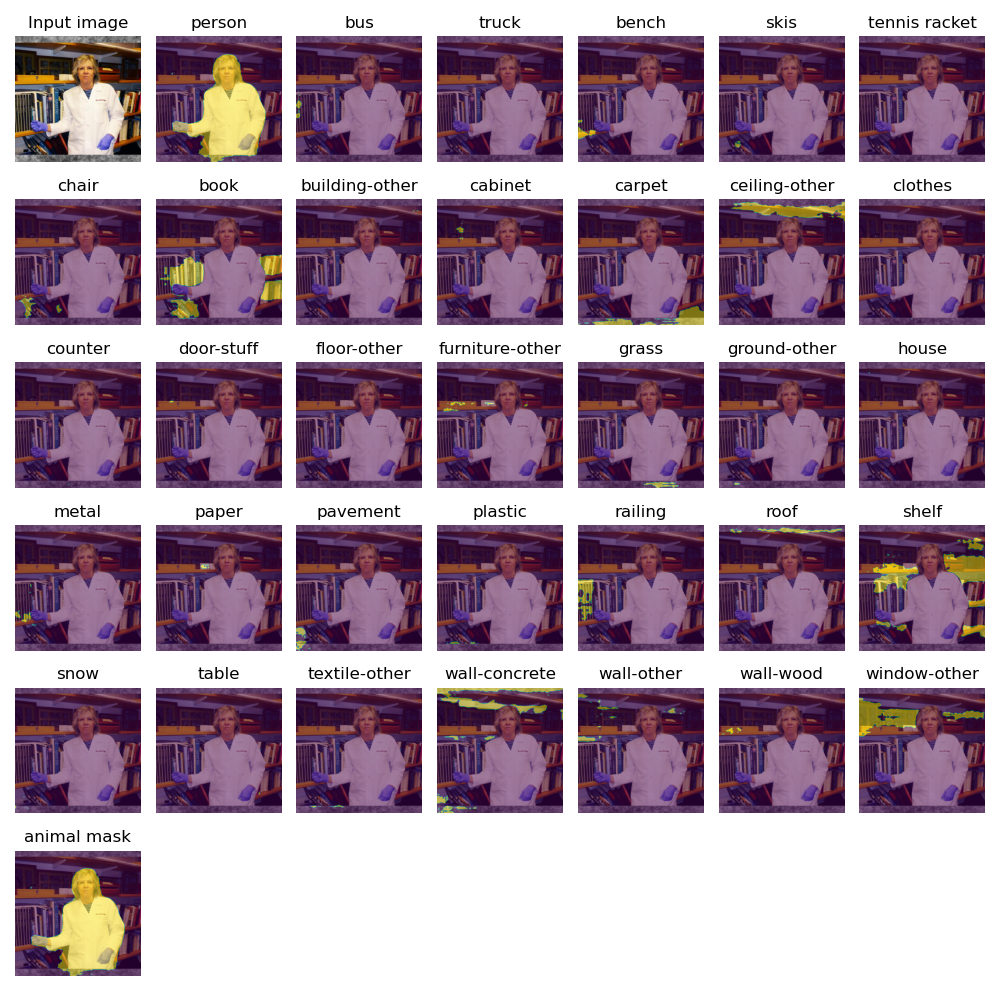 Input image person bus truck bench skis tennis racket
chair book building-other cabinet carpet ceiling-other clothes
counter door-stuff floor-other furniture-other grass ground-other house
metal paper pavement plastic railing roof shelf
snow table textile-other wall-concrete wall-other wall-wood window-other
animal mask